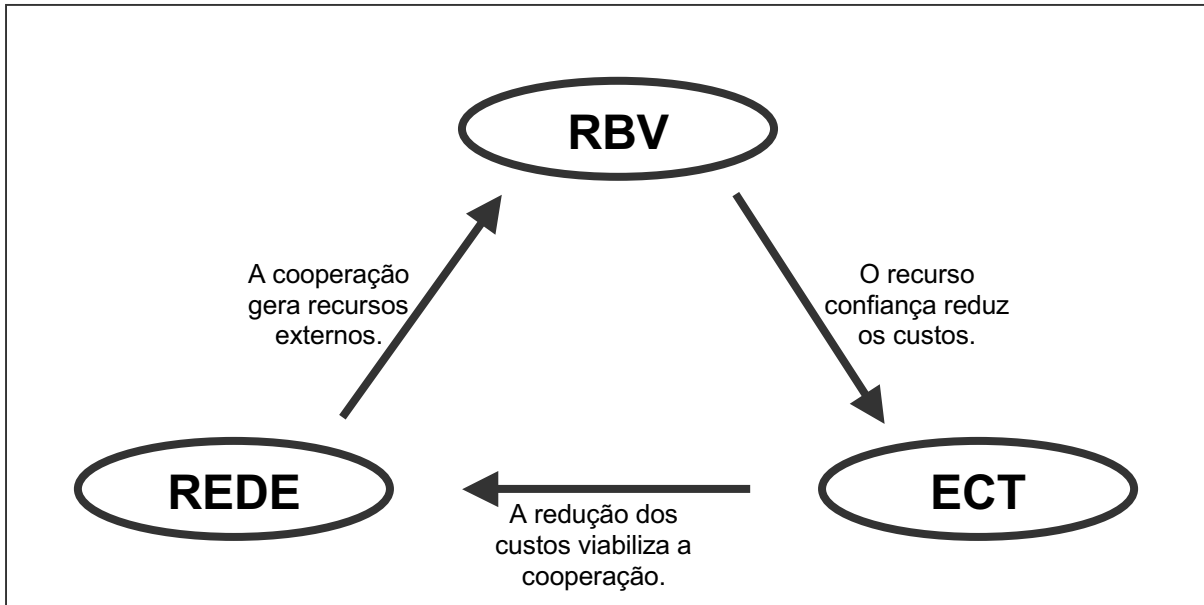 RBV
A cooperação
gera recursos
externos.
O recurso
confiança reduz
os custos.
REDE
ECT
A redução dos
custos viabiliza a
cooperação.